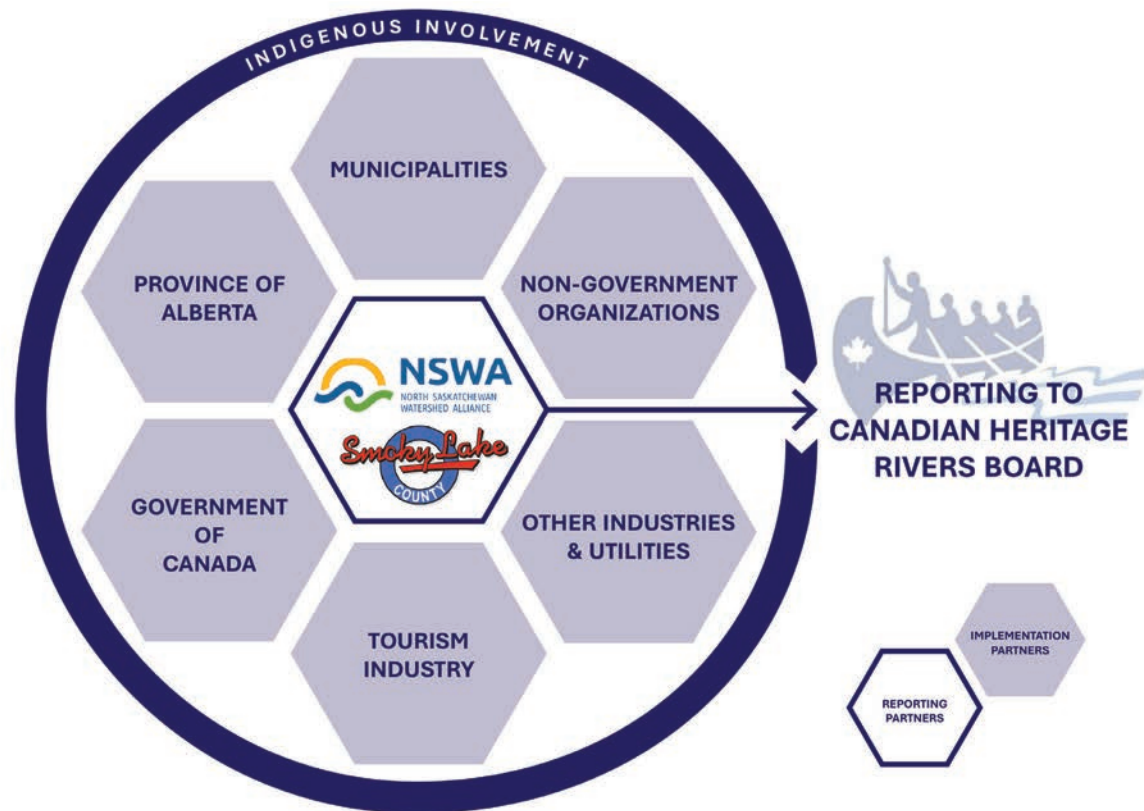 INDIGENOUS INVOLVEMENT
MUNICIPALITIES
PROVINCE OF
ALBERTA
NON-GOVERNMENT
ORGANIZATIONS
NSWA
NORTH SASKATCHEWAN
WATERSHED ALLIANCE
Smoky Lake
COUNTY
REPORTING TO
CANADIAN HERITAGE
RIVERS BOARD
GOVERNMENT
OF
CANADA
OTHER INDUSTRIES
& UTILITIES
TOURISM
INDUSTRY
IMPLEMENTATION
PARTNERS
REPORTING
PARTNERS